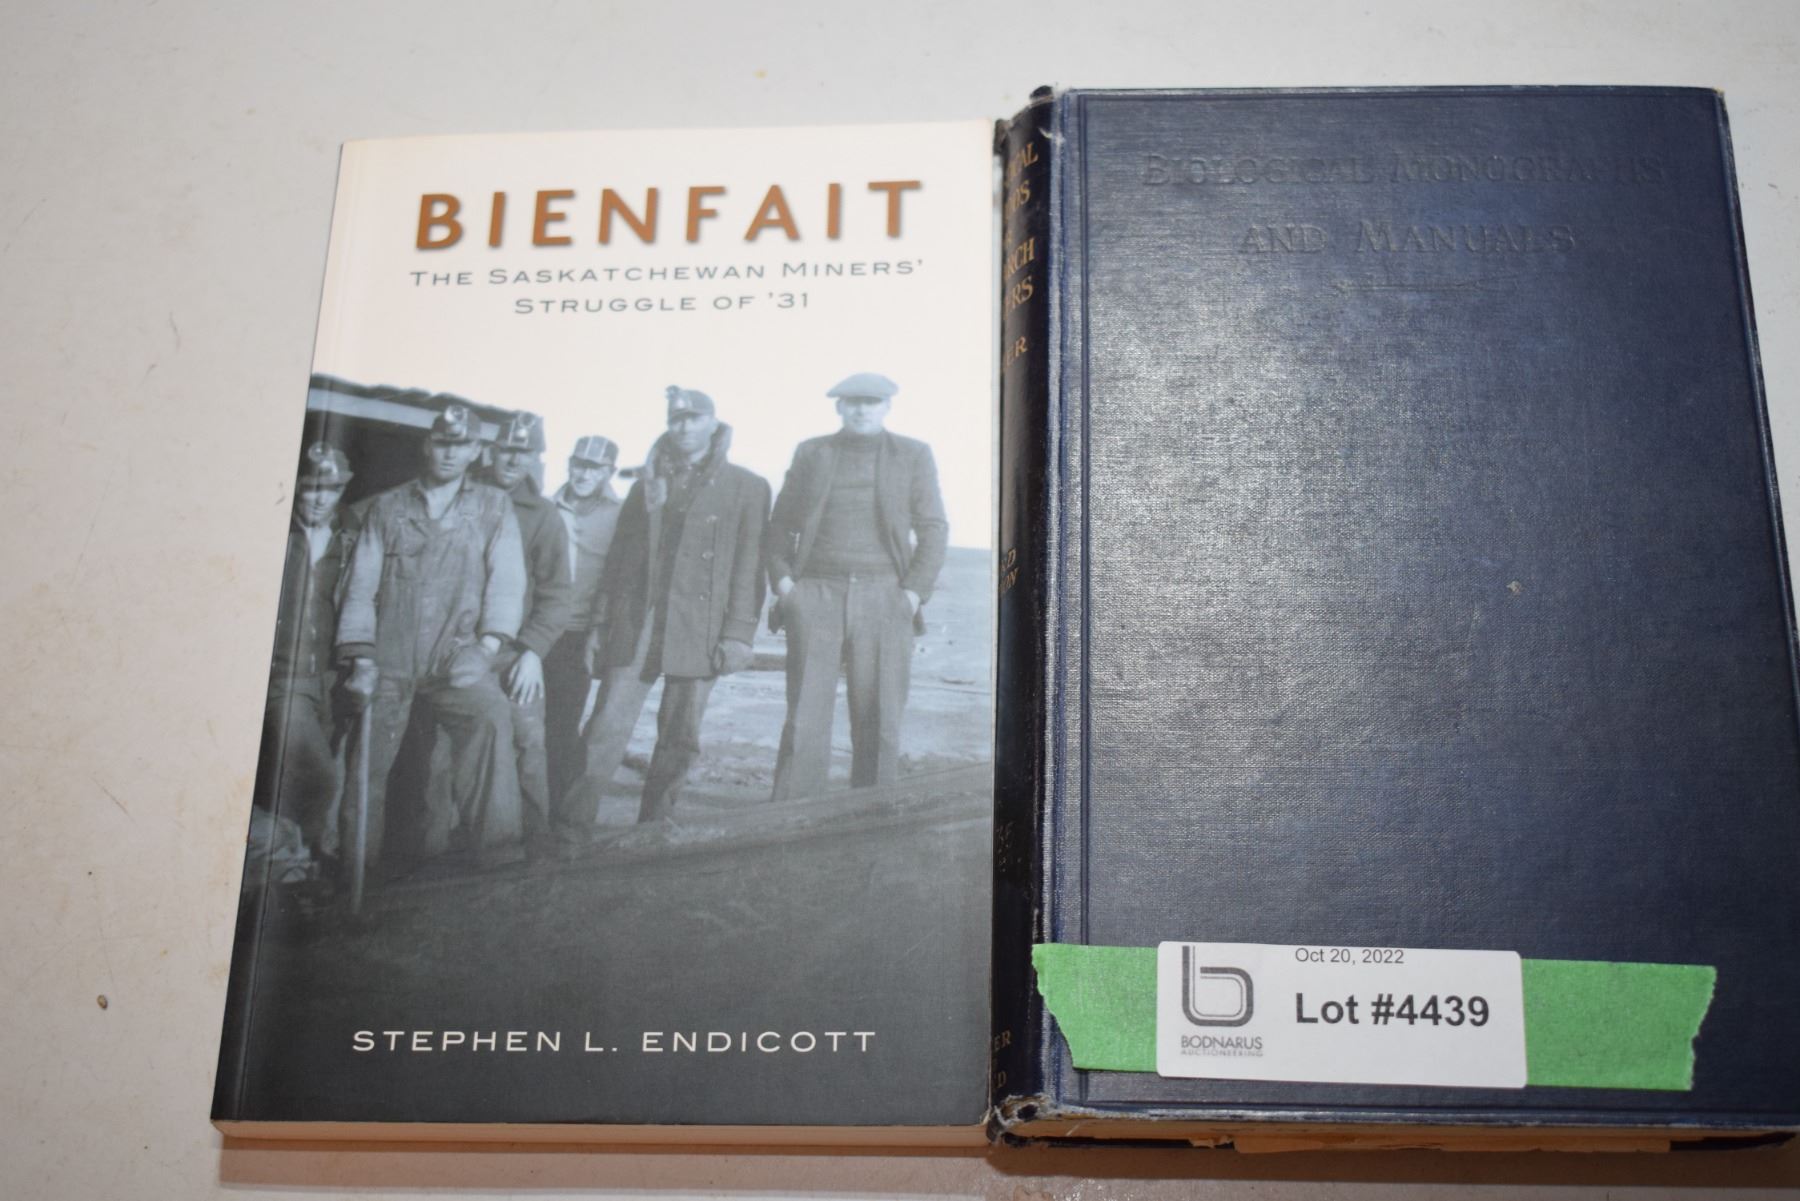 BIENFAIT
THE SASKATCHEWAN MINERS'
STRUGGLE OF '31
STEPHEN L. ENDICOTT
BIOLOGICAL MONOGRAPHS
AND MANUALS
Oct 20, 2022
Lot #4439
BODNARUS
AUCTIONEERING